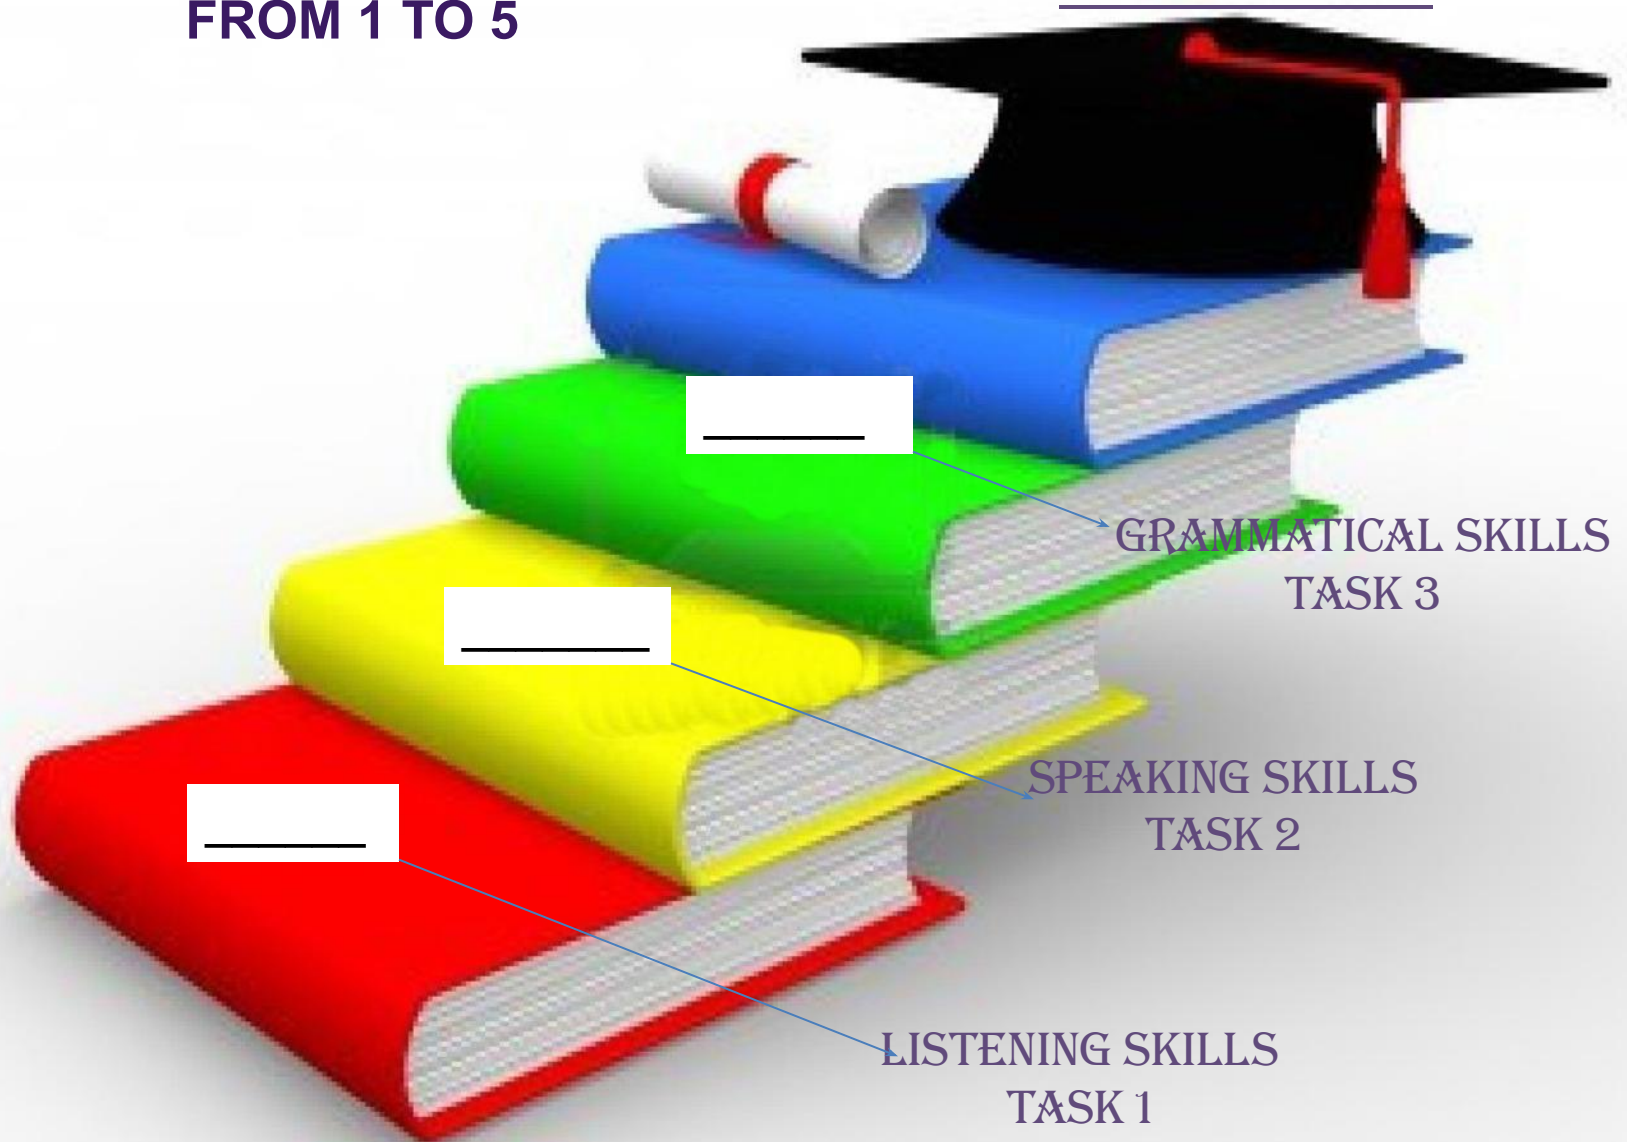 FROM 1 TO 5
GRAMMATICAL SKILLS
TASK 3
SPEAKING SKILLS
TASK 2
LISTENING SKILLS
TASK 1